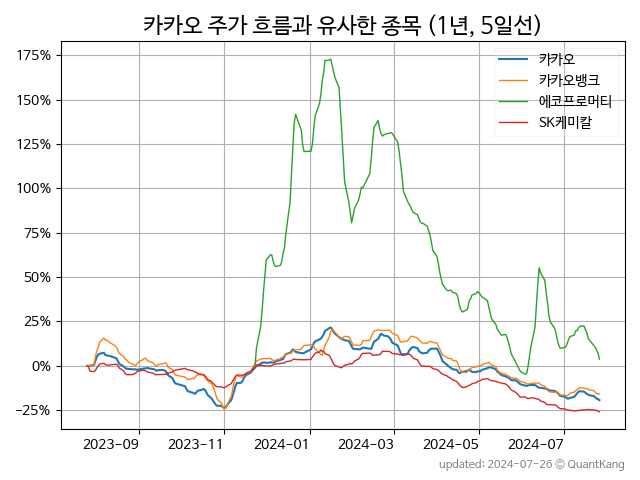 카카오 주가 흐름과 유사한 종목 (1년, 5일선)
175%
150%
125%
100%
75%
50%
25%
0%
−25%
카카오
카카오뱅크
에코프로머티
SK케미칼
2023-09 2023-11 2024-01 2024-03 2024-05 2024-07
updated: 2024-07-26 © QuantKang